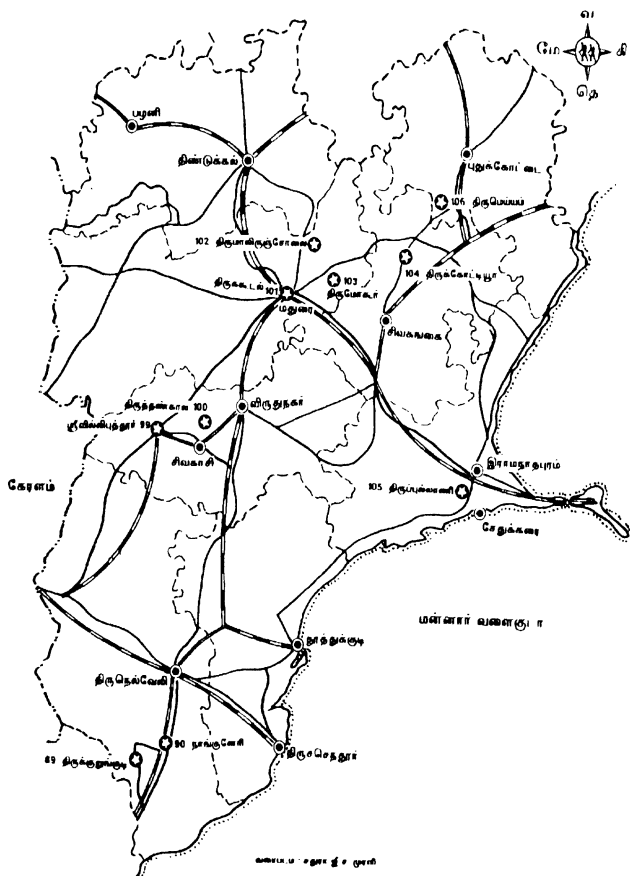 வ
மே
கி
தெ
பழனி
திண்டுக்கல்
புதுக்கோட்டை
106 திருமெய்யம்
102 திருமாலிருஞ்சோலை
104 திருக்கோட்டியூர்
திருக்கூடல் 101
103
திருமோகூர்
மதுரை
சிவகங்கை
திருத்தண்கால் 100
விருதுநகர்
ஸ்ரீவில்லிபுத்தூர் 99
சிவகாசி
இராமநாதபுரம்
கேரளம்
105 திருப்புல்லாணி
சேதுக்கரை
மன்னார் வளைகுடா
தூத்துக்குடி
திருநெல்வேலி
90 நாங்குனேரி
89 திருக்குறுங்குடி
திருச்செந்தூர்